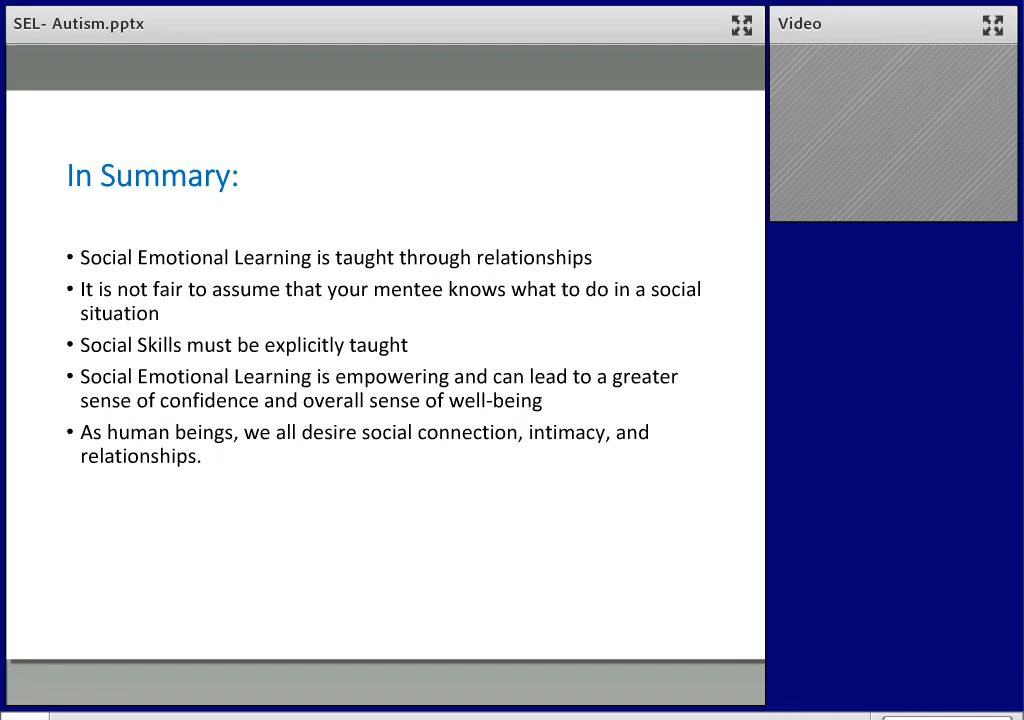 SEL- Autism.pptx
Video
In Summary:
• Social Emotional Learning is taught through relationships
• It is not fair to assume that your mentee knows what to do in a social
situation
• Social Skills must be explicitly taught
• Social Emotional Learning is empowering and can lead to a greater
sense of confidence and overall sense of well-being
• As human beings, we all desire social connection, intimacy, and
relationships.